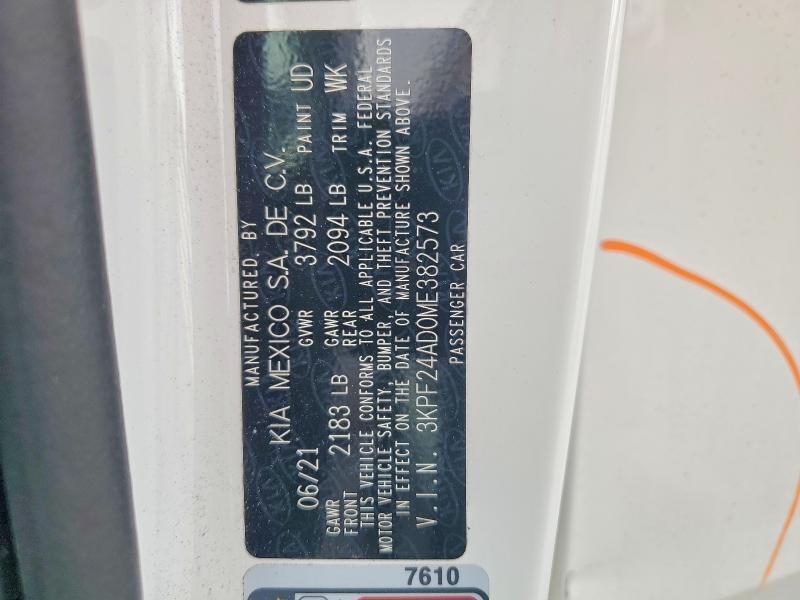 MANUFACTURED BY
KIA MEXICO S.A. DE C.V.
06/21 GVWR 3792 LB PAINT UD
GAWR FRONT 2183 LB GAWR REAR 2094 LB TRIM WK
THIS VEHICLE CONFORMS TO ALL APPLICABLE U.S.A. FEDERAL
MOTOR VEHICLE SAFETY, BUMPER, AND THEFT PREVENTION STANDARDS
IN EFFECT ON THE DATE OF MANUFACTURE SHOWN ABOVE.
V.I.N. 3KPF24AD0ME382573
PASSENGER CAR
7610